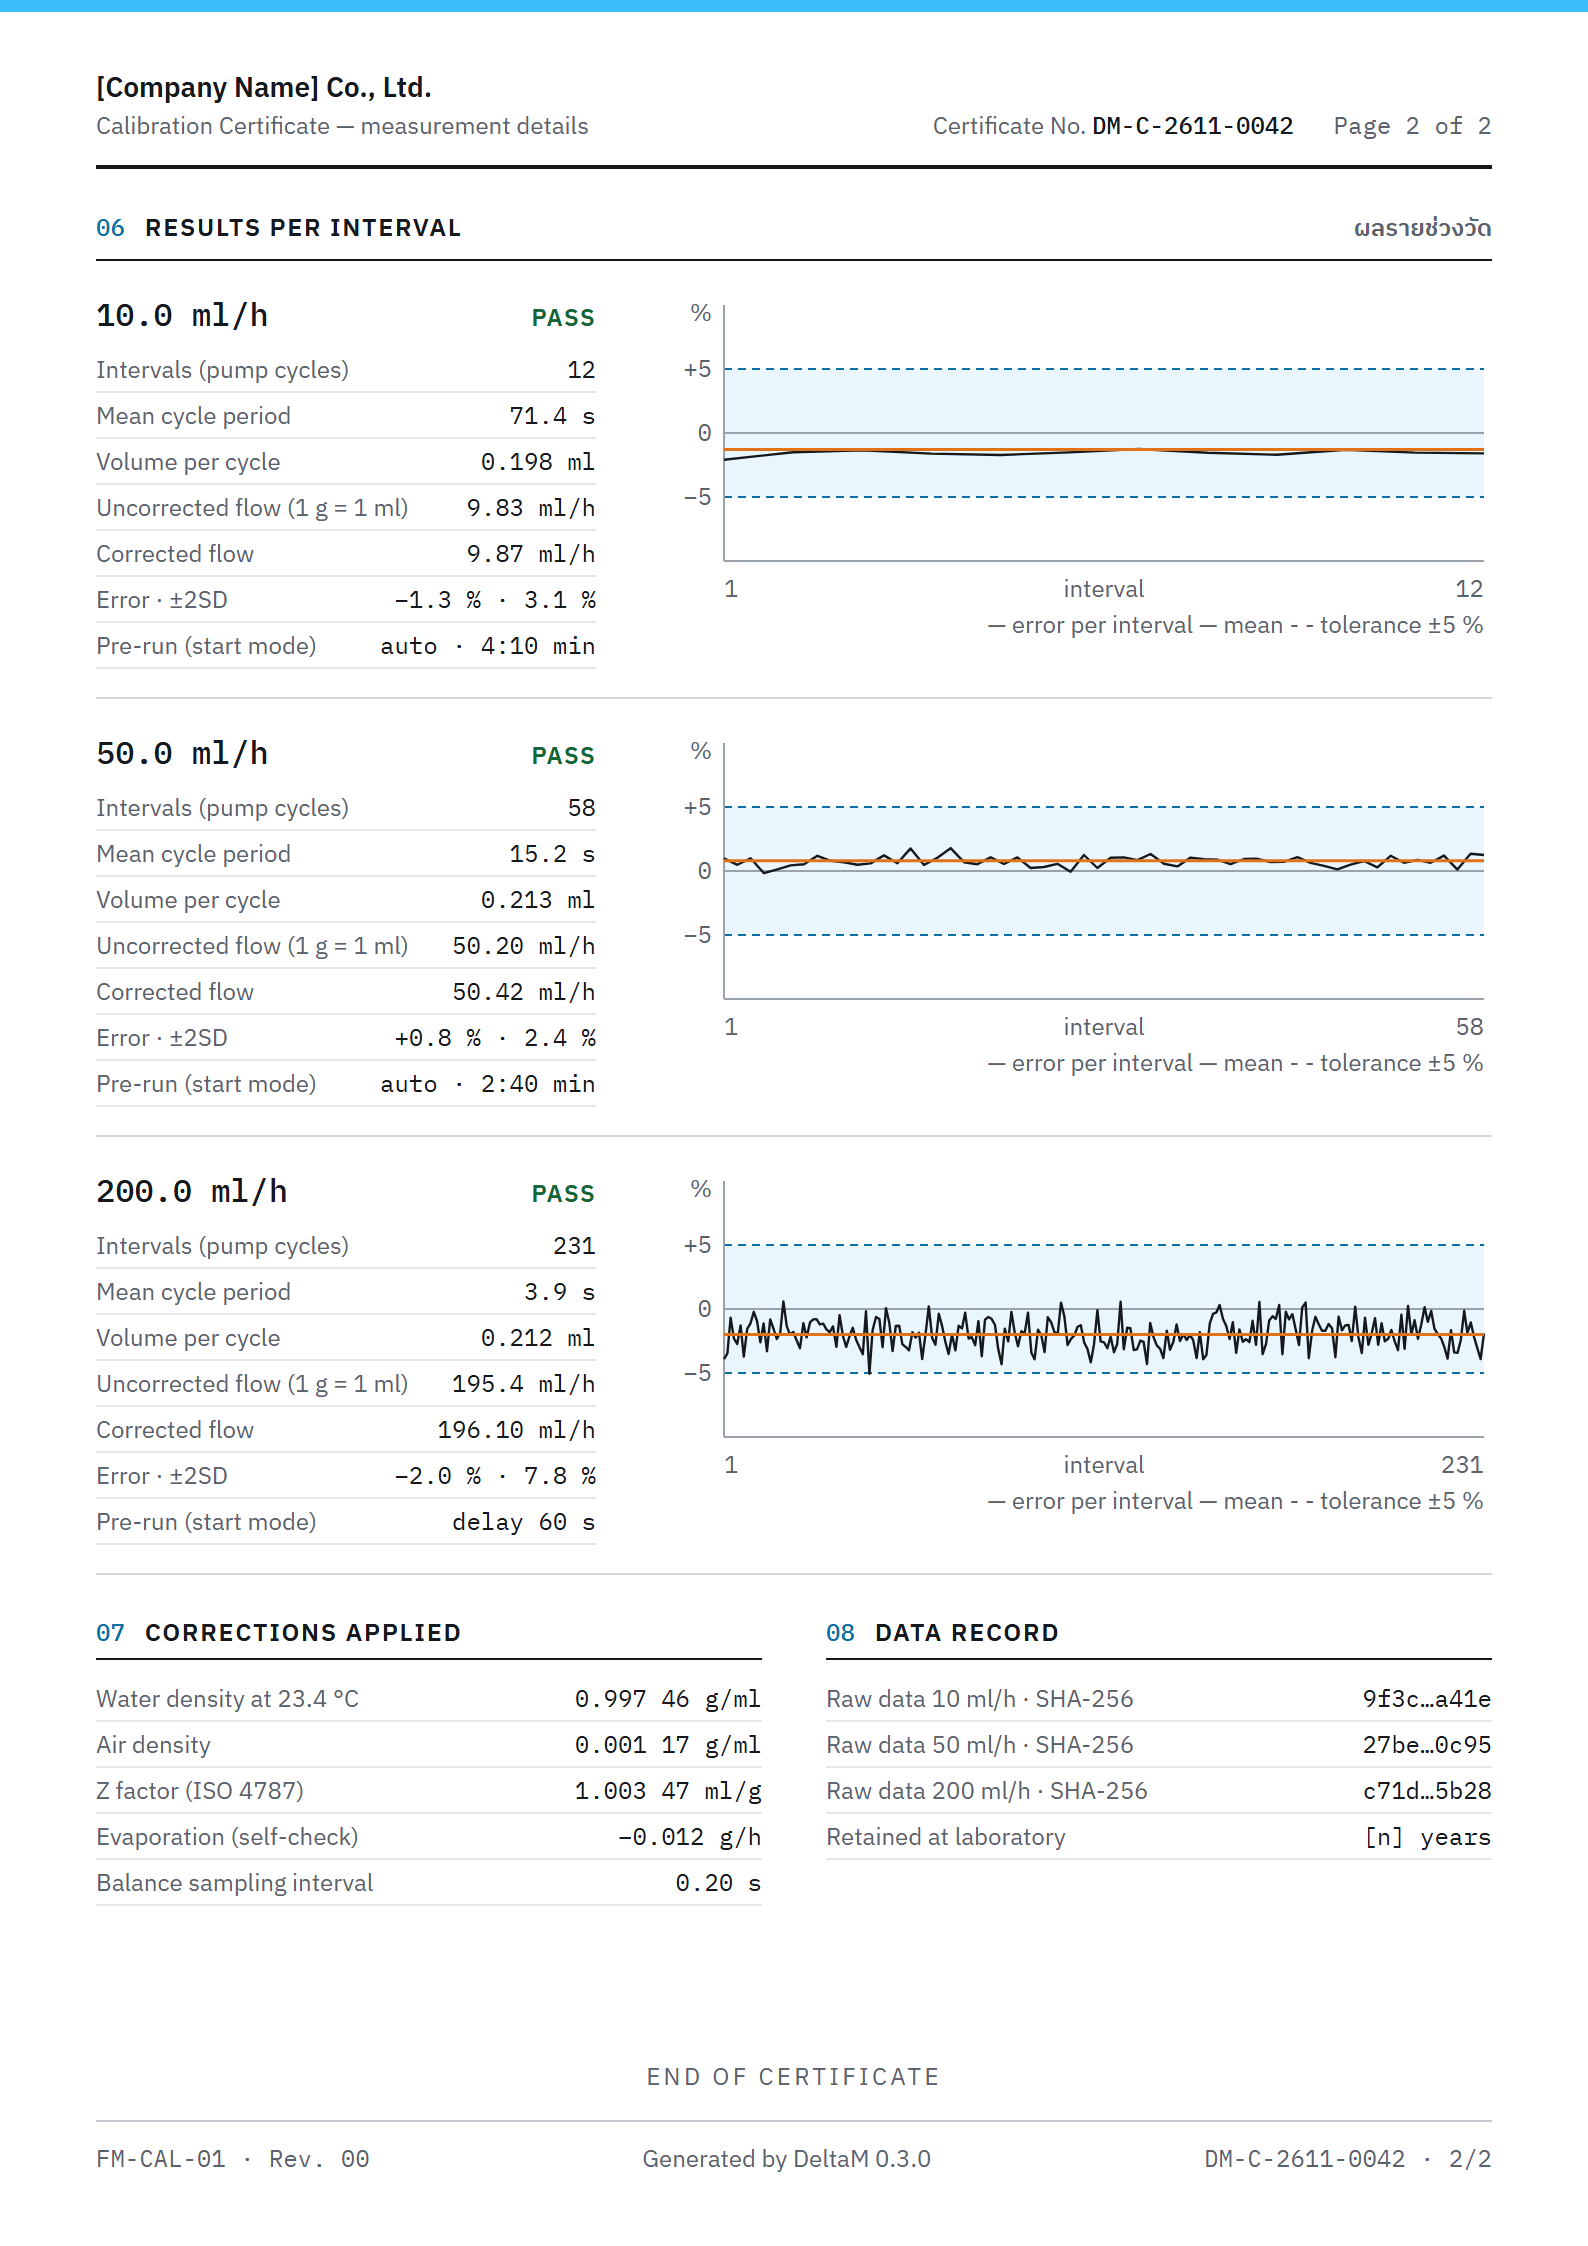 [Company Name] Co., Ltd.
Calibration Certificate — measurement details
Certificate No. DM-C-2611-0042 Page 2 of 2
06 RESULTS PER INTERVAL
ผลรายช่วงวัด
10.0 ml/h PASS
Intervals (pump cycles) 12
Mean cycle period 71.4 s
Volume per cycle 0.198 ml
Uncorrected flow (1 g = 1 ml) 9.83 ml/h
Corrected flow 9.87 ml/h
Error · ±2SD −1.3 % · 3.1 %
Pre-run (start mode) auto · 4:10 min
%
+5
0
−5
1 interval 12
— error per interval — mean - - tolerance ±5 %
50.0 ml/h PASS
Intervals (pump cycles) 58
Mean cycle period 15.2 s
Volume per cycle 0.213 ml
Uncorrected flow (1 g = 1 ml) 50.20 ml/h
Corrected flow 50.42 ml/h
Error · ±2SD +0.8 % · 2.4 %
Pre-run (start mode) auto · 2:40 min
%
+5
0
−5
1 interval 58
— error per interval — mean - - tolerance ±5 %
200.0 ml/h PASS
Intervals (pump cycles) 231
Mean cycle period 3.9 s
Volume per cycle 0.212 ml
Uncorrected flow (1 g = 1 ml) 195.4 ml/h
Corrected flow 196.10 ml/h
Error · ±2SD −2.0 % · 7.8 %
Pre-run (start mode) delay 60 s
%
+5
0
−5
1 interval 231
— error per interval — mean - - tolerance ±5 %
07 CORRECTIONS APPLIED
Water density at 23.4 °C 0.997 46 g/ml
Air density 0.001 17 g/ml
Z factor (ISO 4787) 1.003 47 ml/g
Evaporation (self-check) −0.012 g/h
Balance sampling interval 0.20 s
08 DATA RECORD
Raw data 10 ml/h · SHA-256 9f3c…a41e
Raw data 50 ml/h · SHA-256 27be…0c95
Raw data 200 ml/h · SHA-256 c71d…5b28
Retained at laboratory [n] years
END OF CERTIFICATE
FM-CAL-01 · Rev. 00
Generated by DeltaM 0.3.0
DM-C-2611-0042 · 2/2